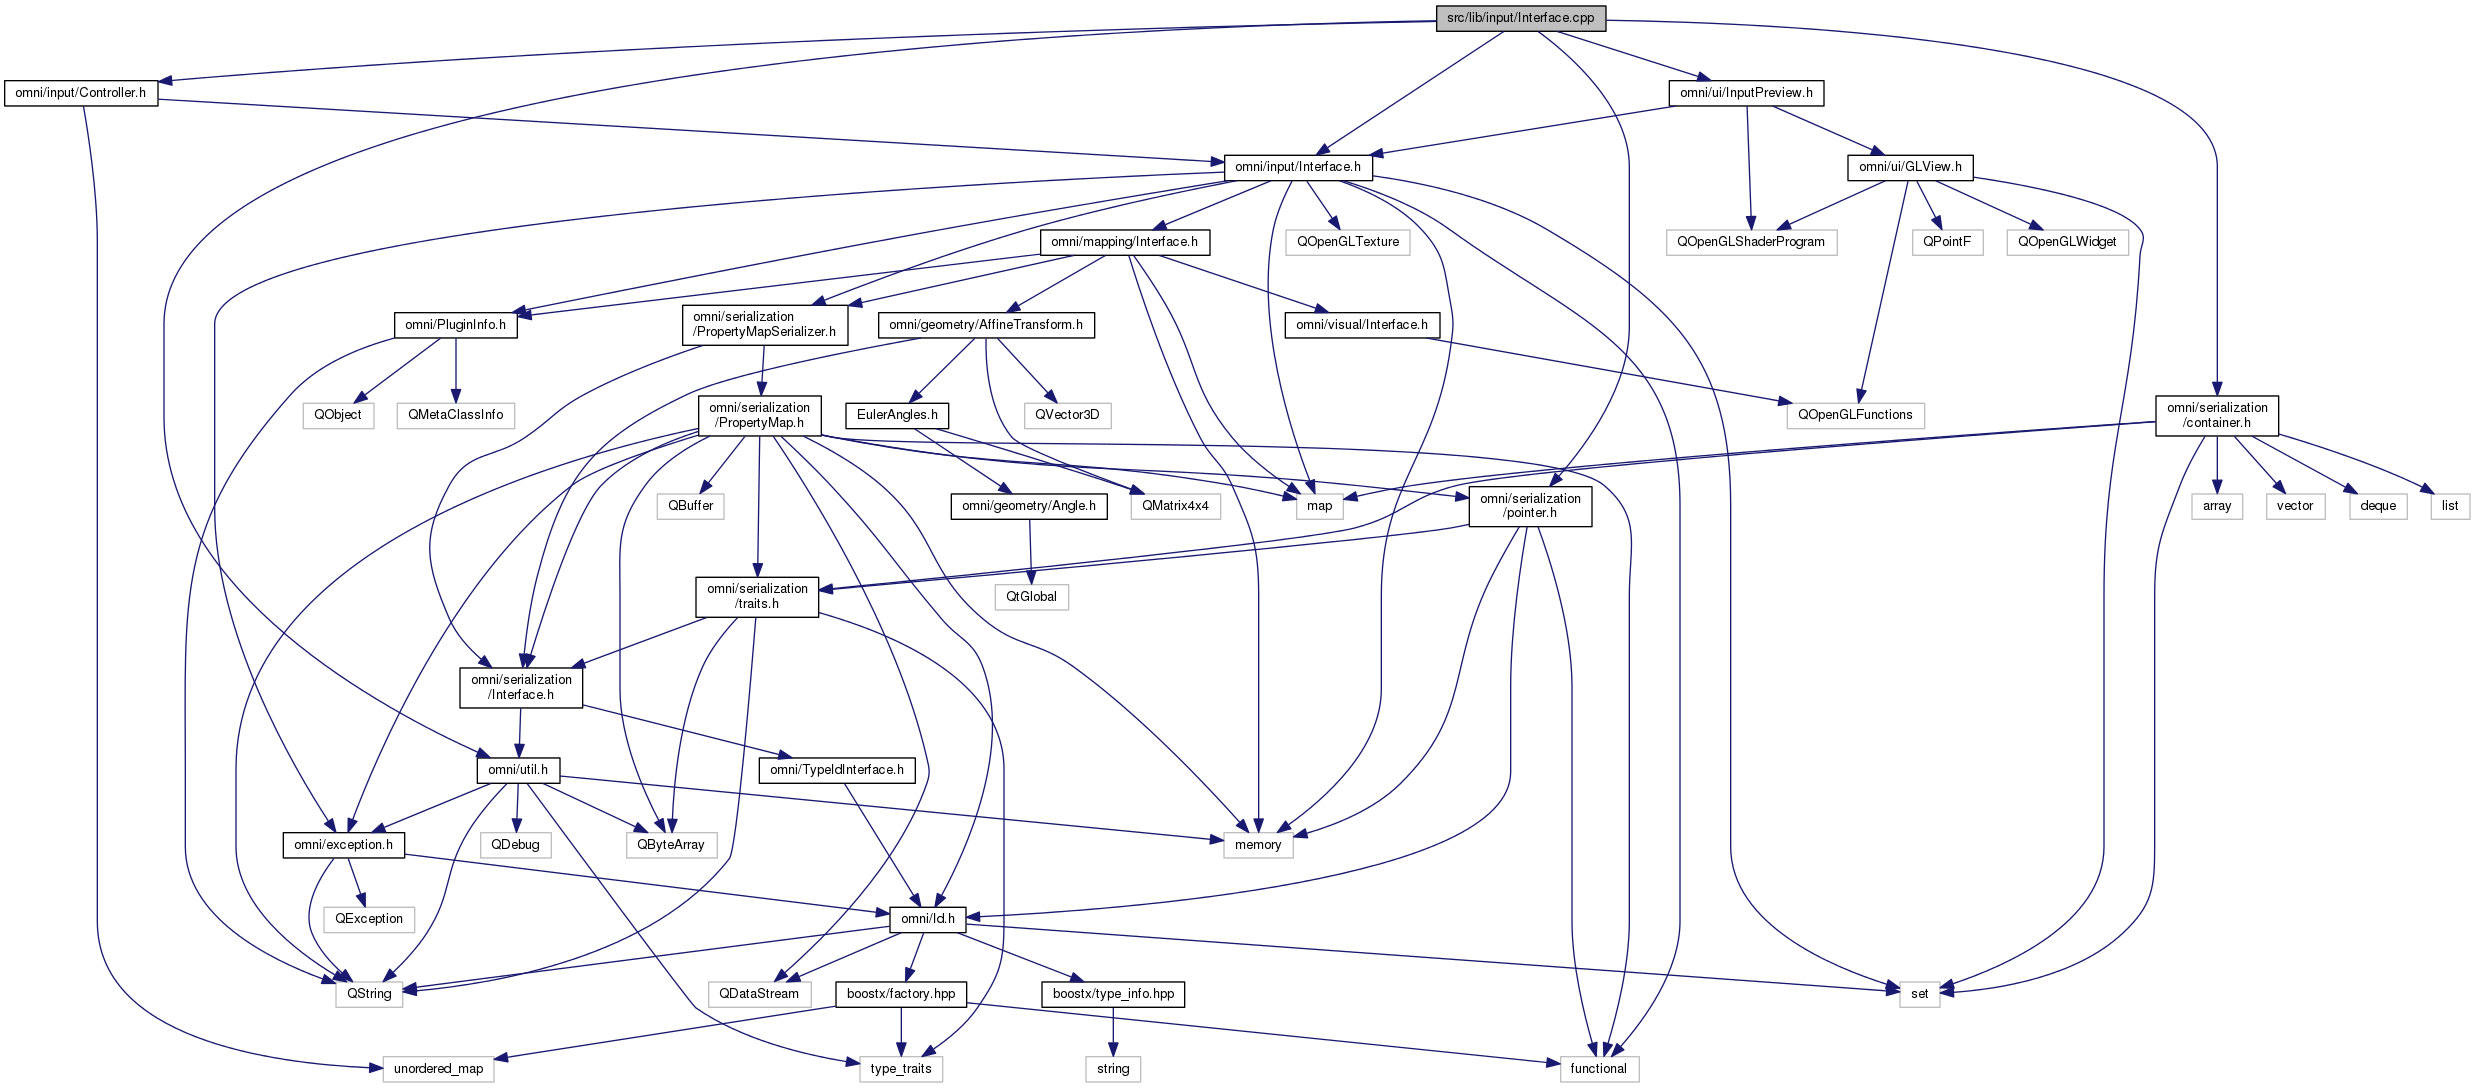 src/lib/input/Interface.cpp
omni/input/Controller.h
omni/ui/InputPreview.h
omni/input/Interface.h
omni/ui/GLView.h
omni/mapping/Interface.h
QOpenGLTexture
QOpenGLShaderProgram
QPointF
QOpenGLWidget
omni/PluginInfo.h
omni/serialization
/PropertyMapSerializer.h
omni/geometry/AffineTransform.h
omni/visual/Interface.h
QObject
QMetaClassInfo
omni/serialization
/PropertyMap.h
EulerAngles.h
QVector3D
QOpenGLFunctions
omni/serialization
/container.h
QBuffer
omni/geometry/Angle.h
QMatrix4x4
map
omni/serialization
/pointer.h
array
vector
deque
list
omni/serialization
/traits.h
QtGlobal
omni/serialization
/Interface.h
omni/util.h
omni/TypeIdInterface.h
omni/exception.h
QDebug
QByteArray
memory
QException
omni/Id.h
QString
QDataStream
boostx/factory.hpp
boostx/type_info.hpp
set
unordered_map
type_traits
string
functional